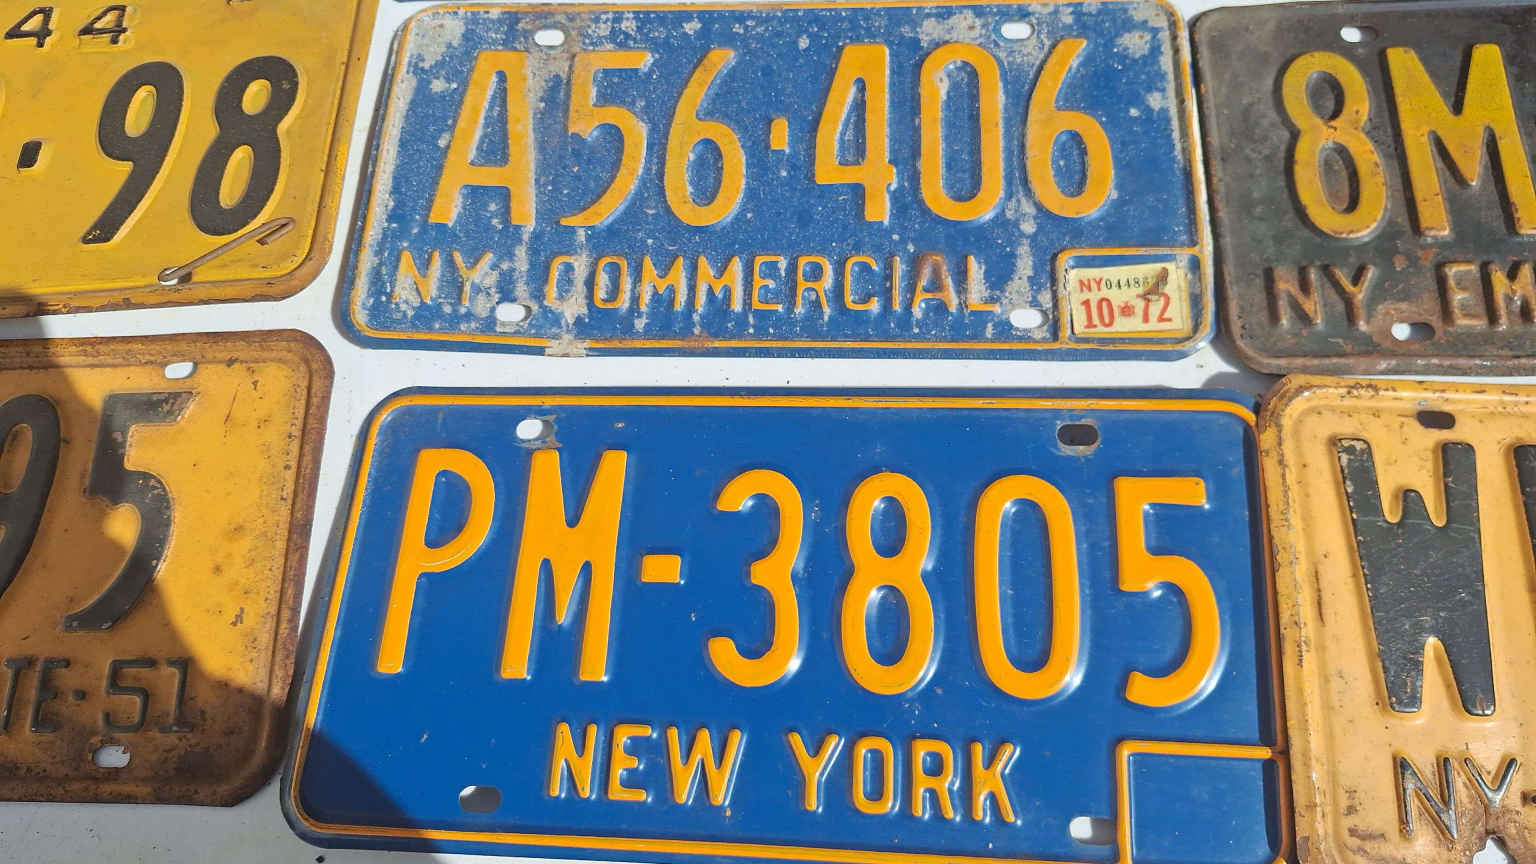 44
·98
A56·406
NY COMMERCIAL
NY
10 72
8M
NY EM
95
TE·51
PM-3805
NEW YORK
W
NY